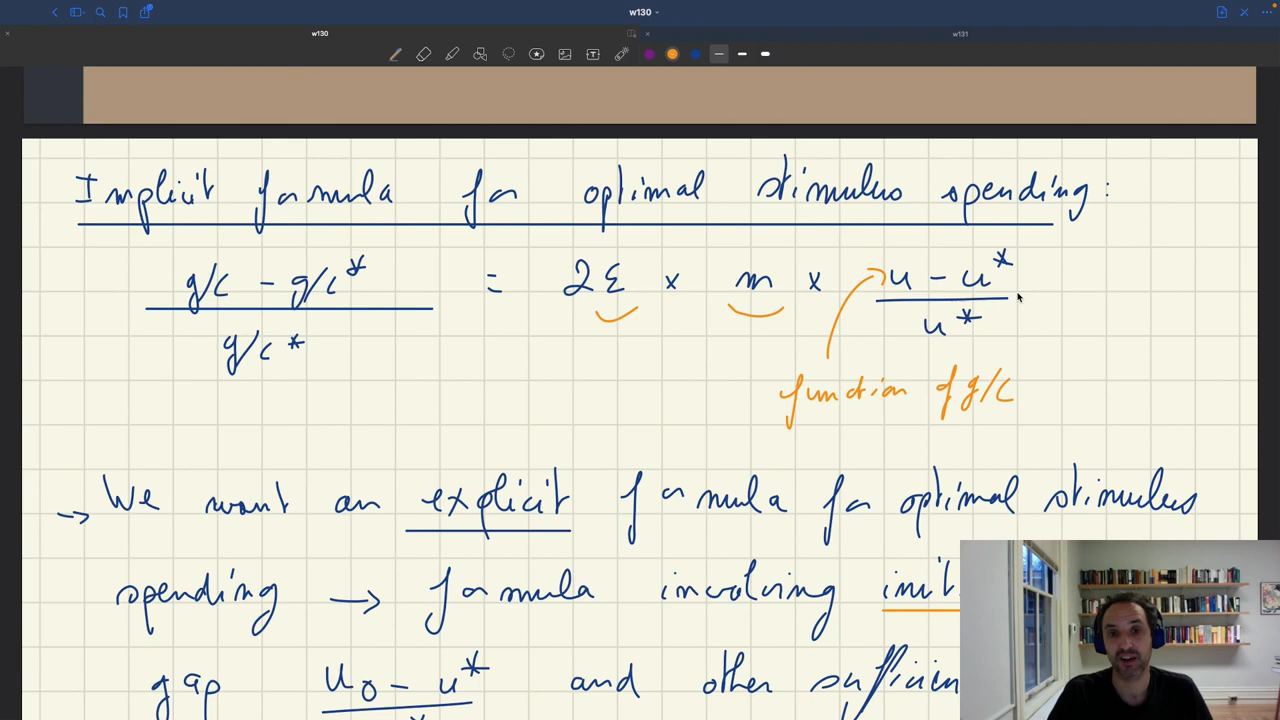 w130
w130
w131
Implicit formula for optimal stimulus spending:
g/c - g/c* / g/c* = 2ε × m × u - u* / u*
function of g/c
→ We want an explicit formula for optimal stimulus
spending → formula involving init
gap u₀ - u* and other sufficien